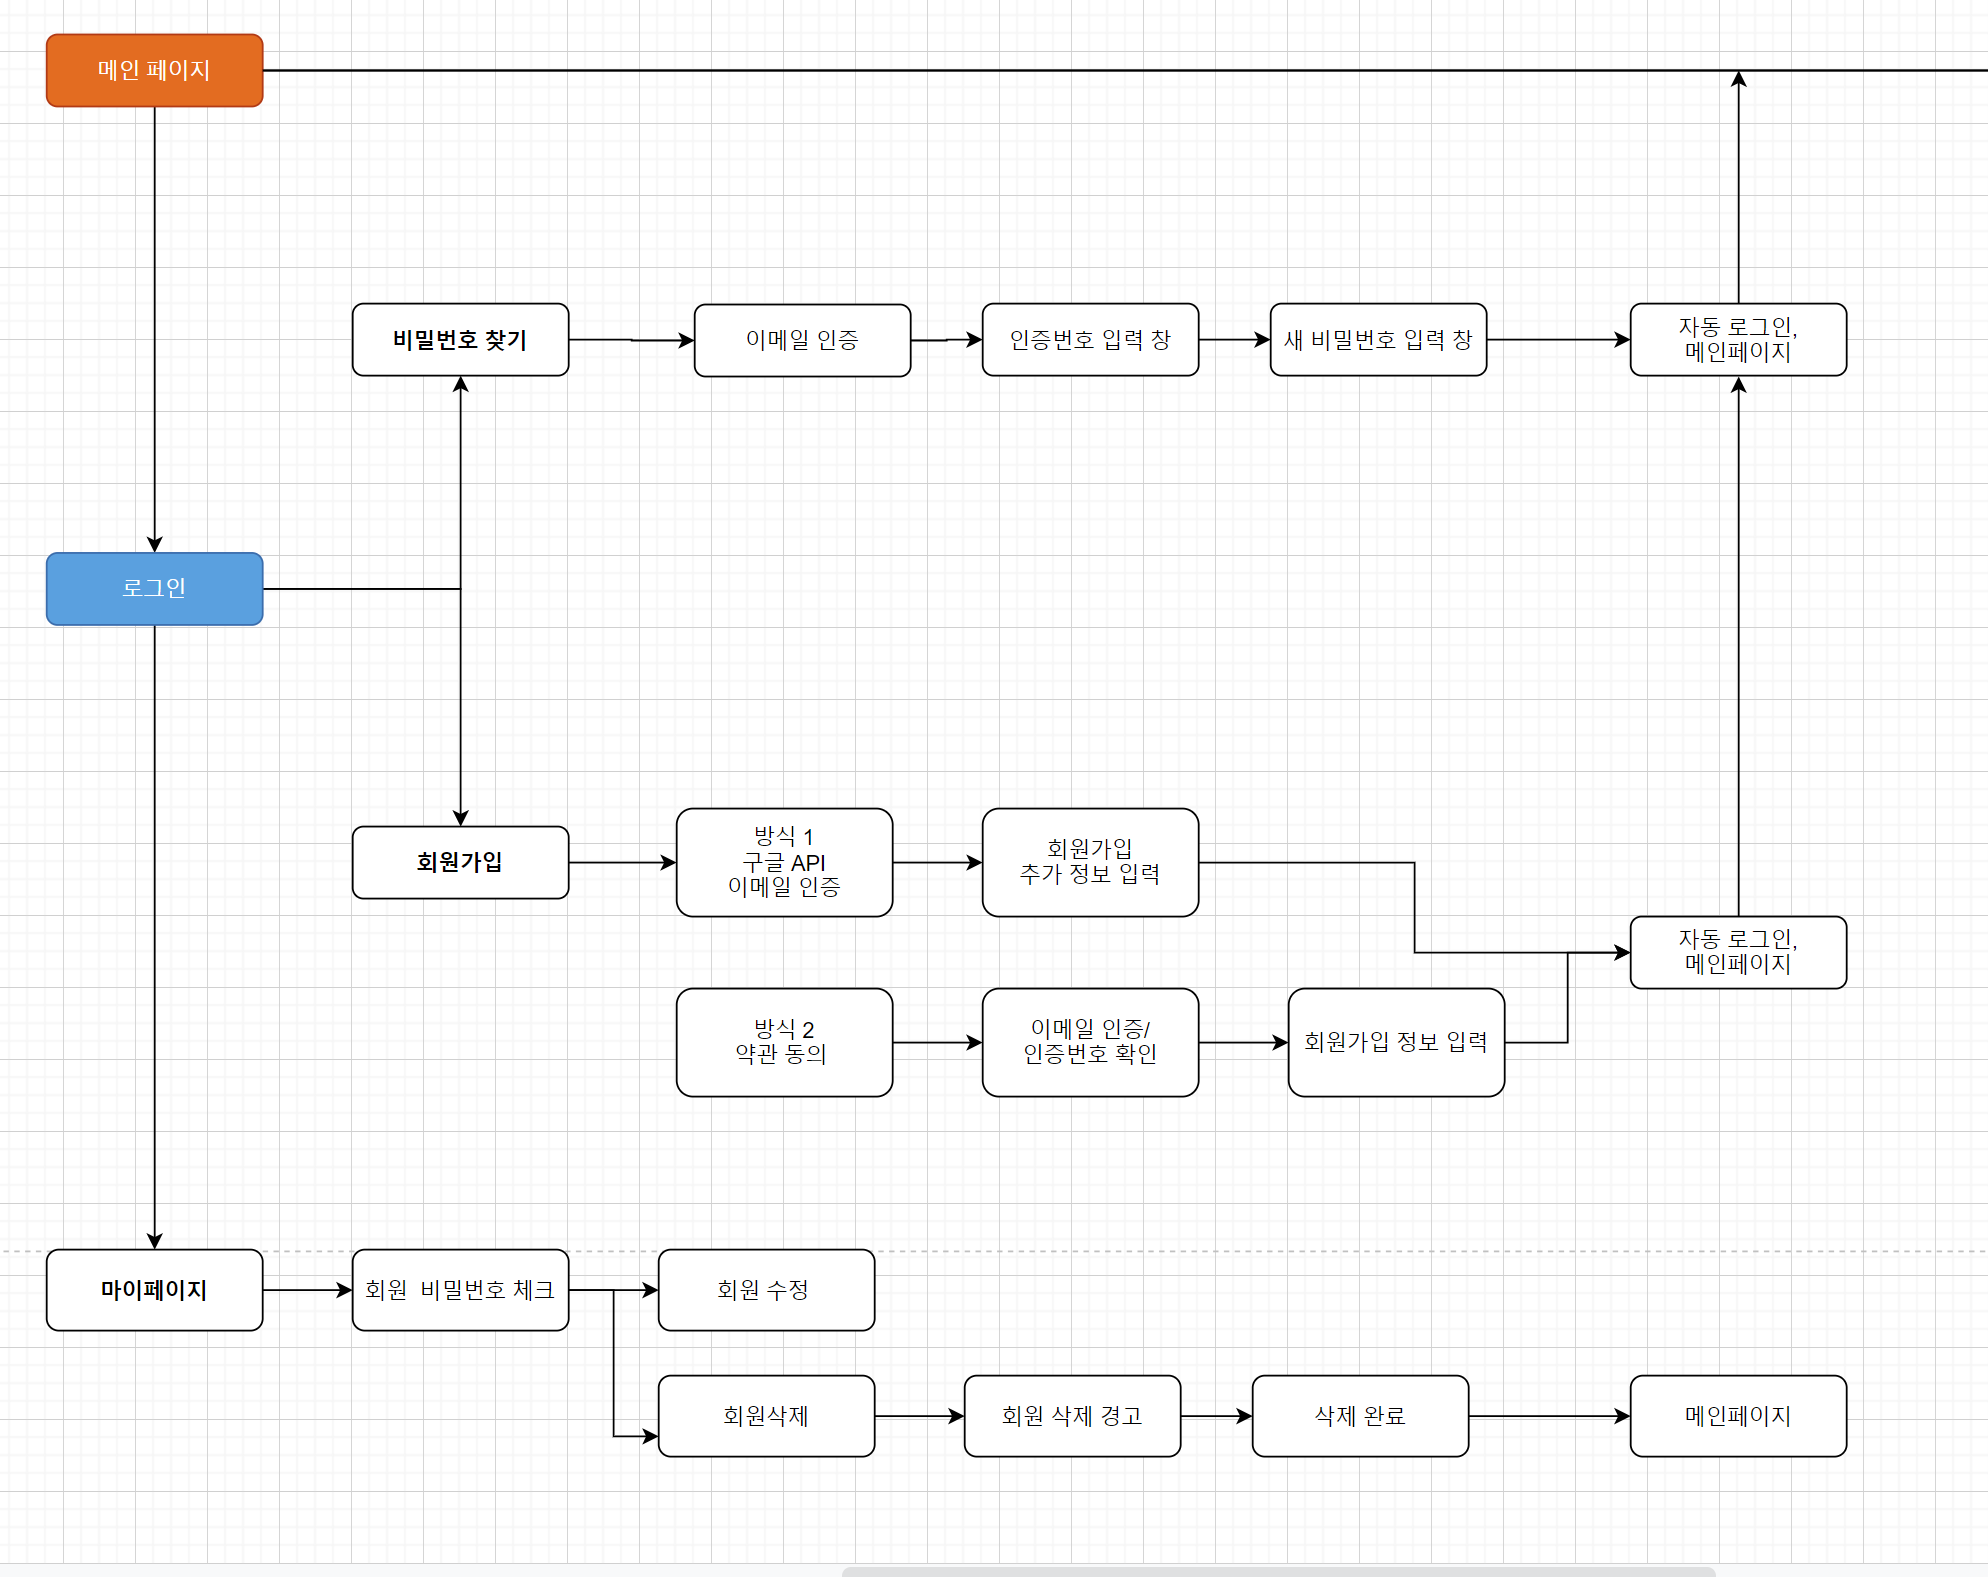 메인 페이지
비밀번호 찾기
이메일 인증
인증번호 입력 창
새 비밀번호 입력 창
자동 로그인,
메인페이지
로그인
회원가입
방식 1
구글 API
이메일 인증
회원가입
추가 정보 입력
자동 로그인,
메인페이지
방식 2
약관 동의
이메일 인증/
인증번호 확인
회원가입 정보 입력
마이페이지
회원  비밀번호 체크
회원 수정
회원삭제
회원 삭제 경고
삭제 완료
메인페이지